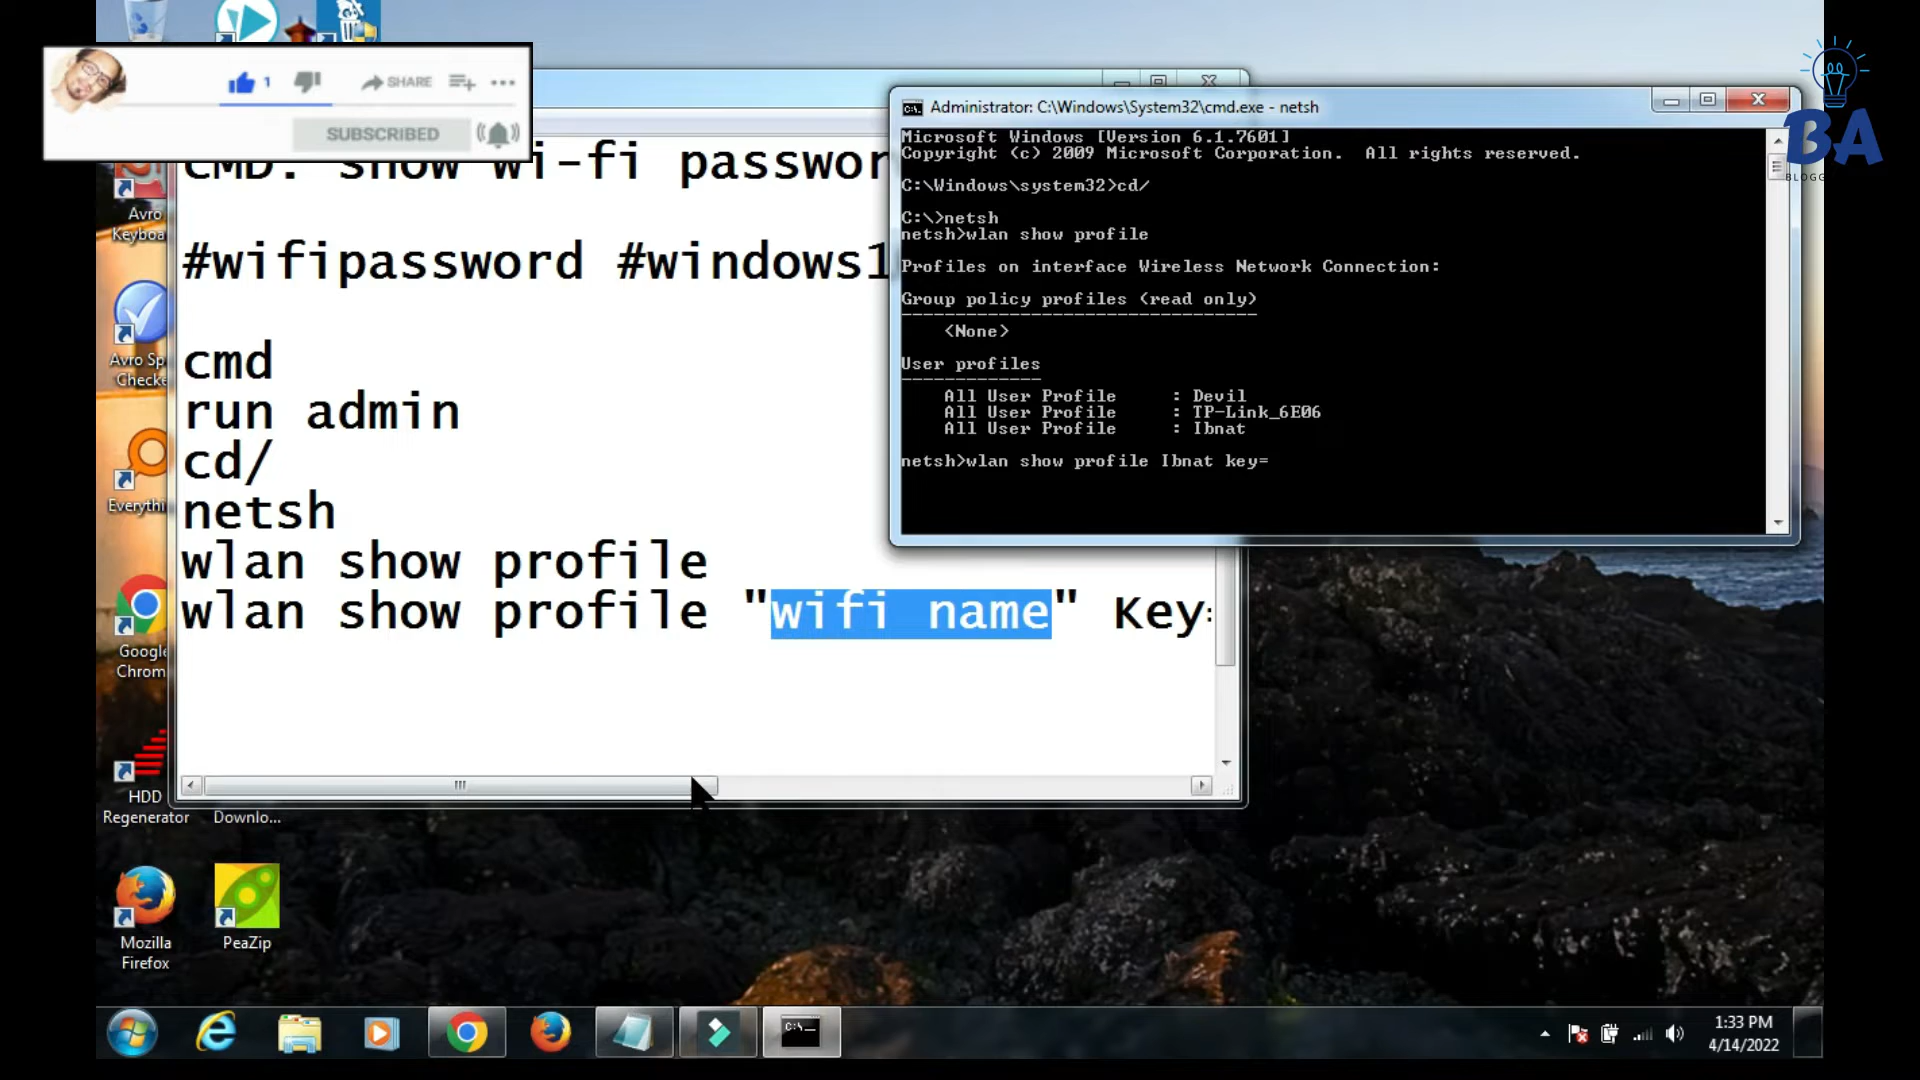 1 SHARE
SUBSCRIBED
CMD: show wi-fi passwor
#wifipassword #windows1
cmd
run admin
cd/
netsh
wlan show profile
wlan show profile "wifi name" Key=
Administrator: C:\Windows\System32\cmd.exe - netsh
Microsoft Windows [Version 6.1.7601]
Copyright (c) 2009 Microsoft Corporation. All rights reserved.
C:\Windows\system32>cd/
C:\>netsh
netsh>wlan show profile
Profiles on interface Wireless Network Connection:
Group policy profiles (read only)
---------------------------------
<None>
User profiles
-------------
All User Profile : Devil
All User Profile : TP-Link_6E06
All User Profile : Ibnat
netsh>wlan show profile Ibnat key=
BA
BLOGG
Avro
Keyboa
Avro Sp
Checke
Everythi
Google
Chrom
HDD
Regenerator
Downlo...
Mozilla
Firefox
PeaZip
C:\_
1:33 PM
4/14/2022